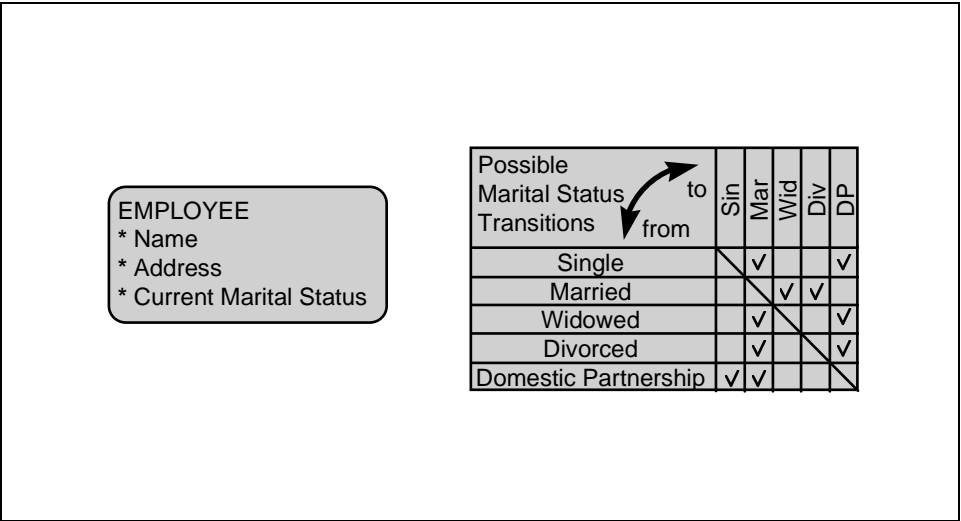 EMPLOYEE
* Name
* Address
* Current Marital Status
Possible
Marital Status
Transitions
to
from
Sin
Mar
Wid
Div
DP
Single ✓ ✓
Married ✓ ✓
Widowed ✓ ✓
Divorced ✓ ✓
Domestic Partnership ✓ ✓